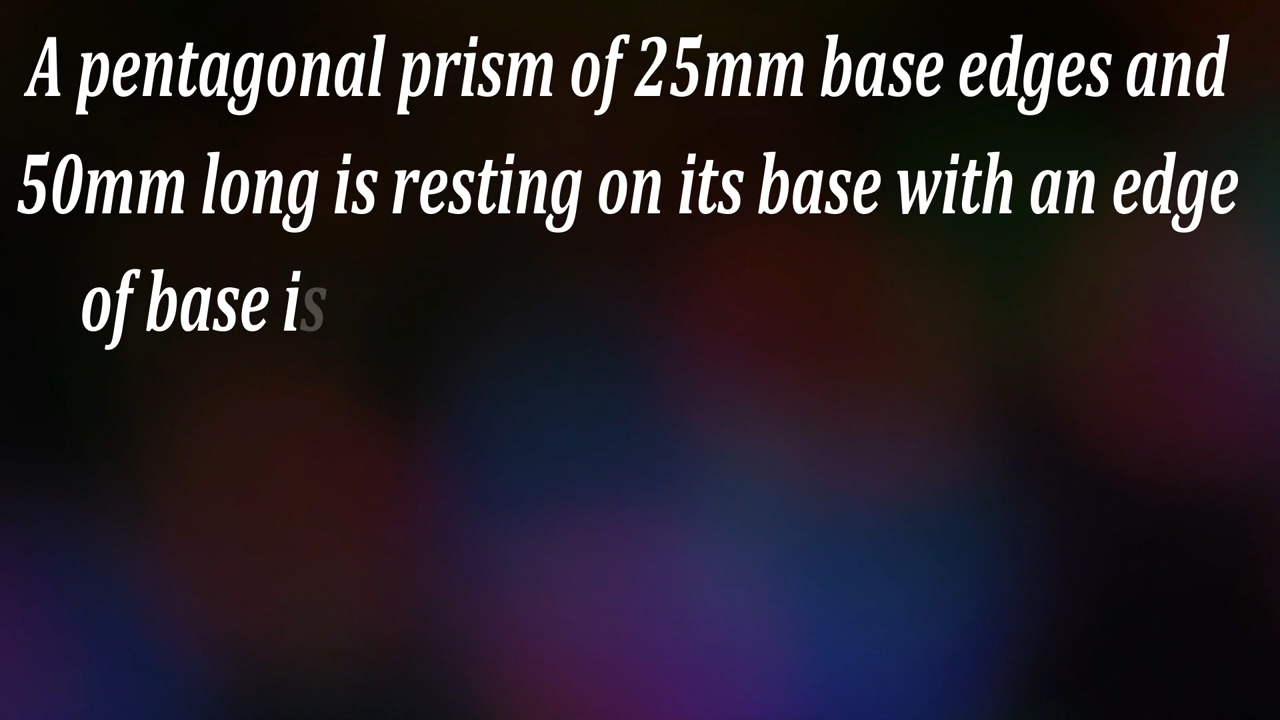 A pentagonal prism of 25mm base edges and
50mm long is resting on its base with an edge
of base is